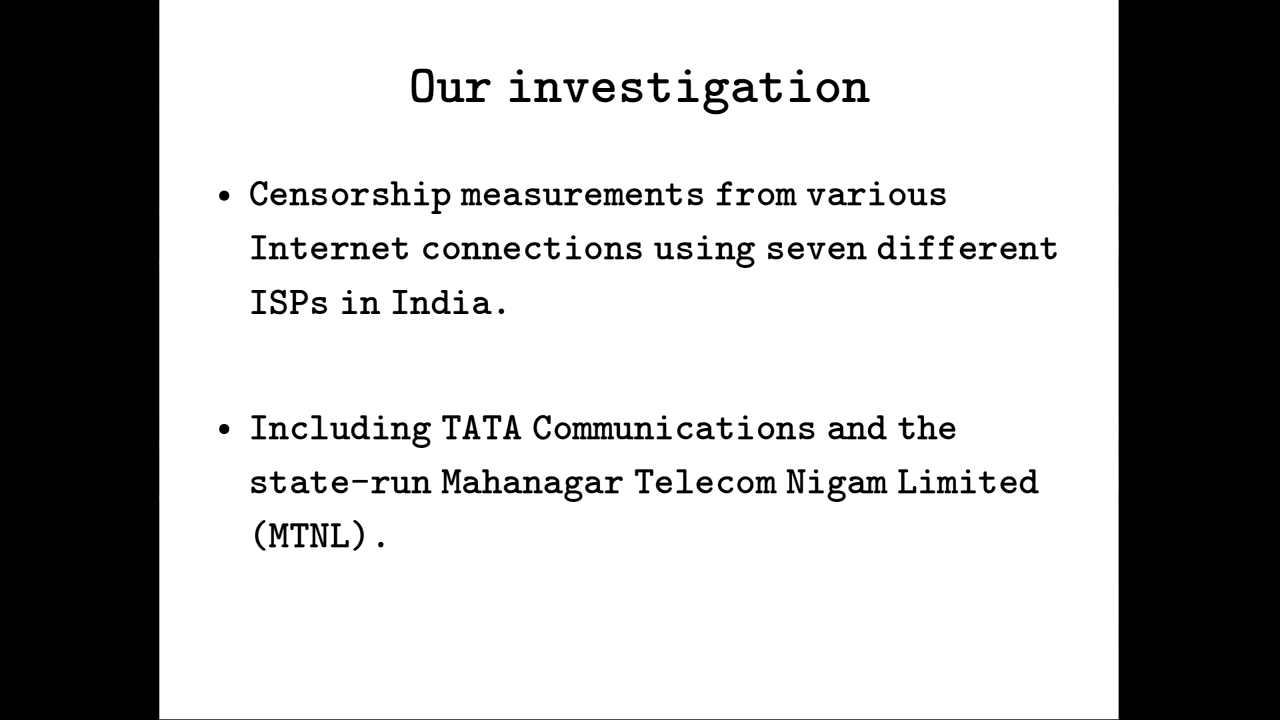 Our investigation
• Censorship measurements from various
Internet connections using seven different
ISPs in India.
• Including TATA Communications and the
state-run Mahanagar Telecom Nigam Limited
(MTNL).